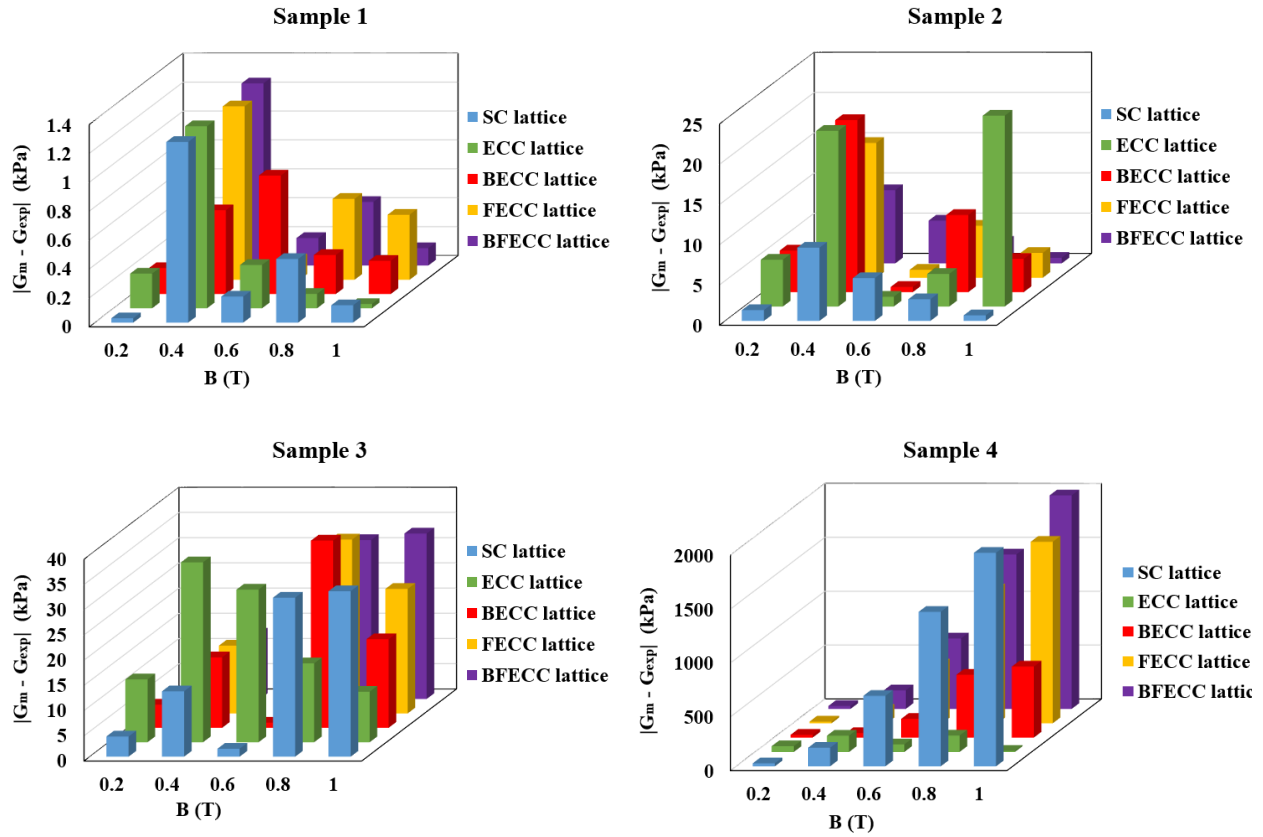 Sample 1
|Gm - Gexp| (kPa)
1.4
1.2
1
0.8
0.6
0.4
0.2
0
0.2 0.4 0.6 0.8 1
B (T)
SC lattice
ECC lattice
BECC lattice
FECC lattice
BFECC lattice
Sample 2
|Gm - Gexp| (kPa)
25
20
15
10
5
0
0.2 0.4 0.6 0.8 1
B (T)
SC lattice
ECC lattice
BECC lattice
FECC lattice
BFECC lattice
Sample 3
|Gm - Gexp| (kPa)
40
35
30
25
20
15
10
5
0
0.2 0.4 0.6 0.8 1
B (T)
SC lattice
ECC lattice
BECC lattice
FECC lattice
BFECC lattice
Sample 4
|Gm - Gexp| (kPa)
2000
1500
1000
500
0
0.2 0.4 0.6 0.8 1
B (T)
SC lattice
ECC lattice
BECC lattice
FECC lattice
BFECC lattic